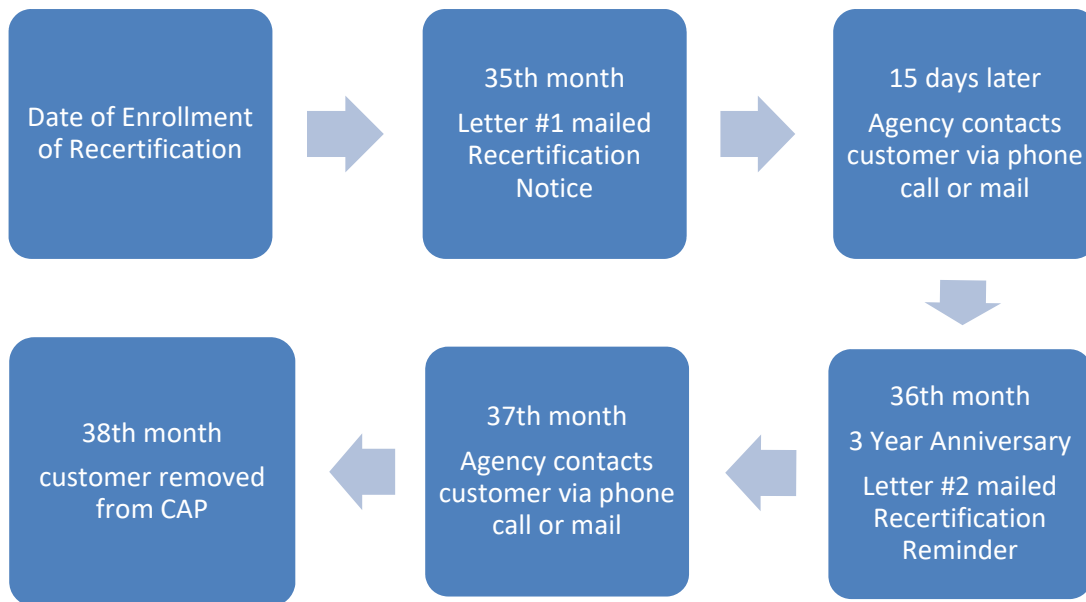 Date of Enrollment
of Recertification
35th month
Letter #1 mailed
Recertification
Notice
15 days later
Agency contacts
customer via phone
call or mail
36th month
3 Year Anniversary
Letter #2 mailed
Recertification
Reminder
37th month
Agency contacts
customer via phone
call or mail
38th month
customer removed
from CAP